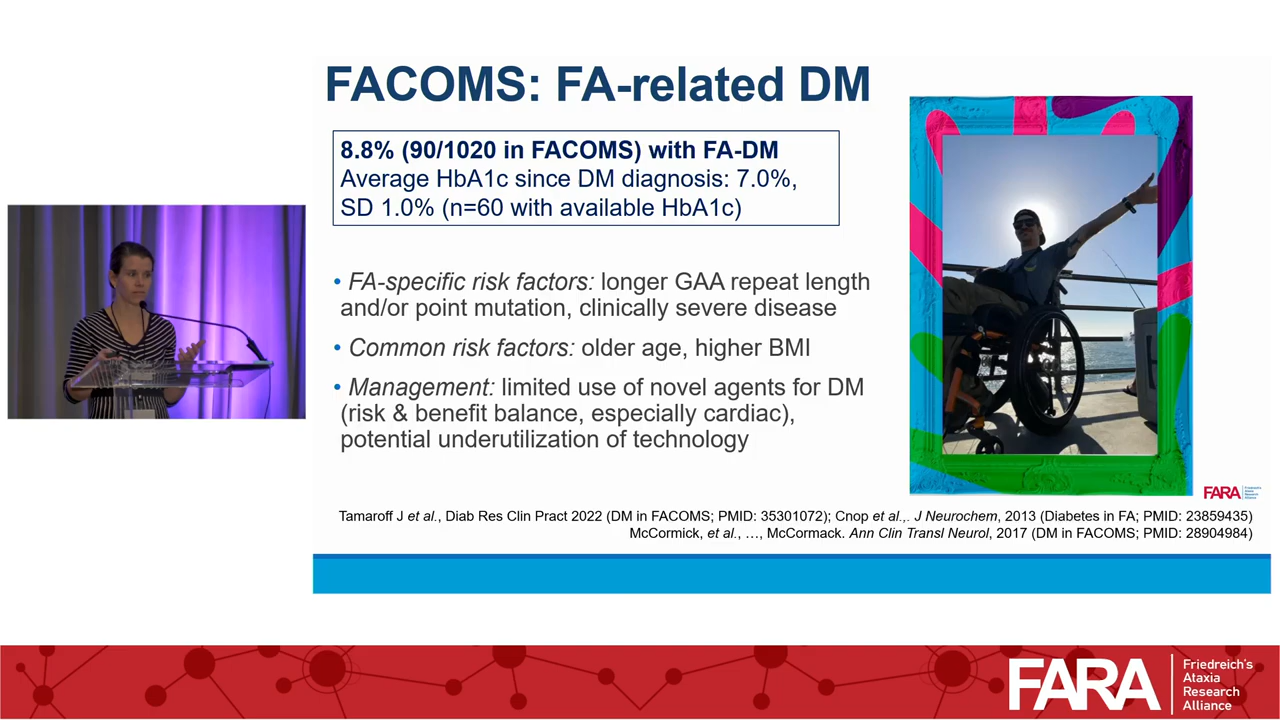 FACOMS: FA-related DM
8.8% (90/1020 in FACOMS) with FA-DM
Average HbA1c since DM diagnosis: 7.0%,
SD 1.0% (n=60 with available HbA1c)
• FA-specific risk factors: longer GAA repeat length
and/or point mutation, clinically severe disease
• Common risk factors: older age, higher BMI
• Management: limited use of novel agents for DM
(risk & benefit balance, especially cardiac),
potential underutilization of technology
FARA
Friedreich's
Ataxia
Research
Alliance
Tamaroff J et al., Diab Res Clin Pract 2022 (DM in FACOMS; PMID: 35301072); Cnop et al.,. J Neurochem, 2013 (Diabetes in FA; PMID: 23859435)
McCormick, et al., …, McCormack. Ann Clin Transl Neurol, 2017 (DM in FACOMS; PMID: 28904984)
FARA
Friedreich's
Ataxia
Research
Alliance